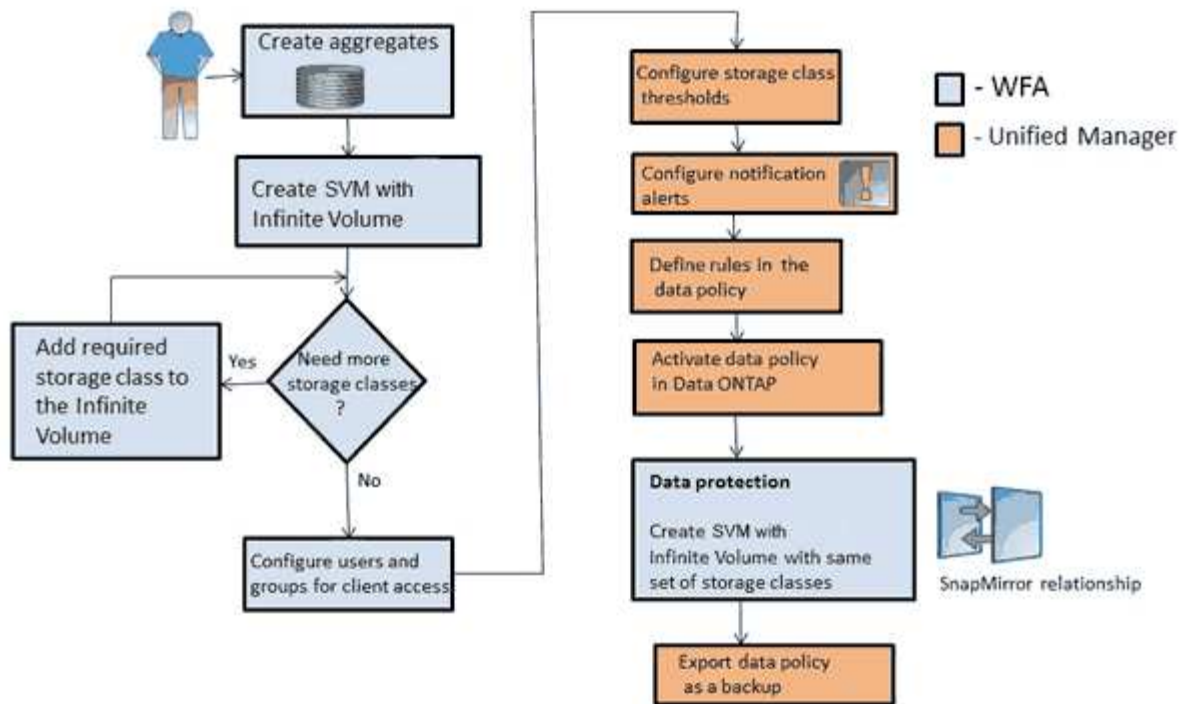 Create aggregates
Create SVM with
Infinite Volume
Add required
storage class to
the Infinite
Volume
Yes
Need more
storage classes
?
No
Configure users and
groups for client access
Configure storage class
thresholds
Configure notification
alerts
Define rules in the
data policy
Activate data policy
in Data ONTAP
Data protection
Create SVM with
Infinite Volume with same
set of storage classes
SnapMirror relationship
Export data policy
as a backup
- WFA
- Unified Manager